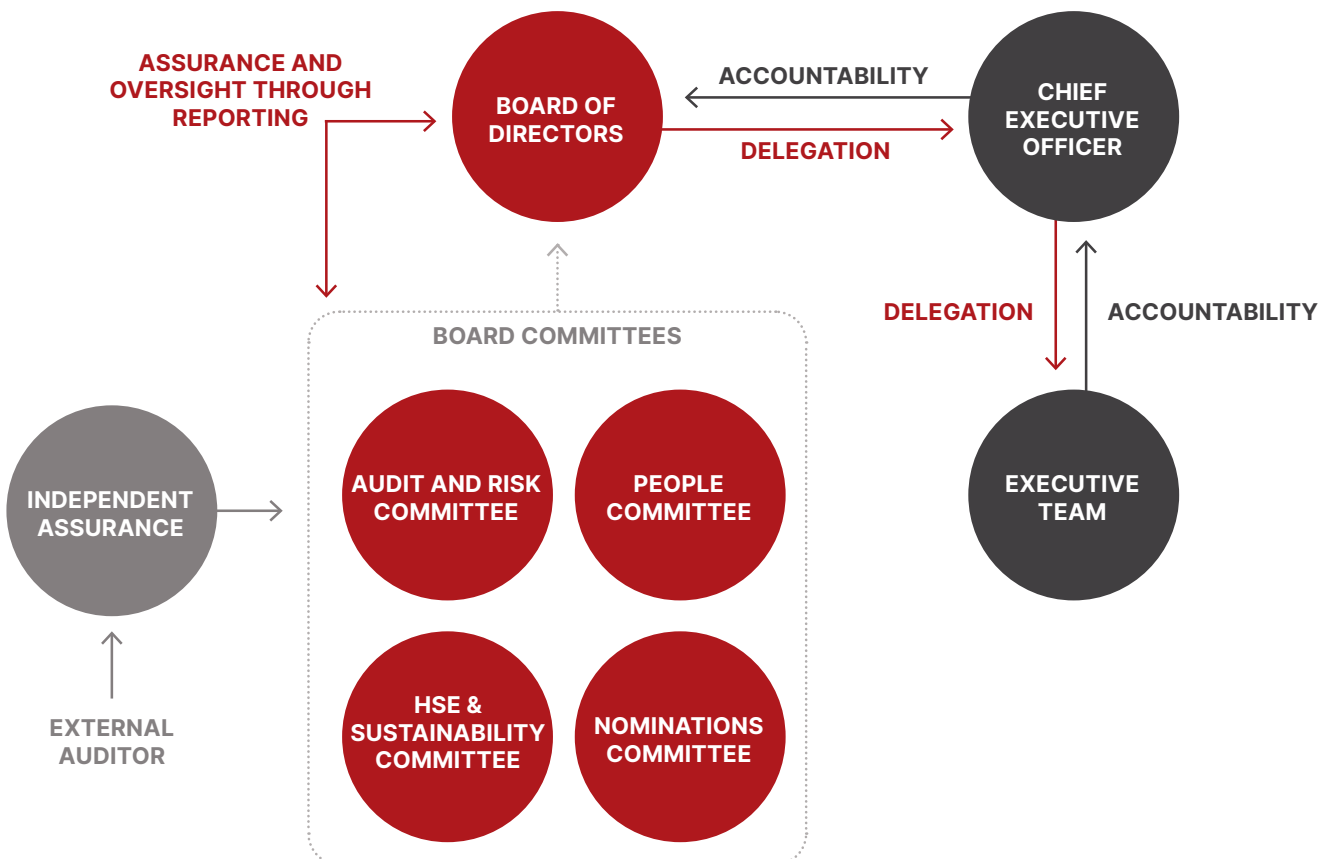 ASSURANCE AND
OVERSIGHT THROUGH
REPORTING
BOARD OF
DIRECTORS
ACCOUNTABILITY
DELEGATION
CHIEF
EXECUTIVE
OFFICER
DELEGATION
ACCOUNTABILITY
BOARD COMMITTEES
INDEPENDENT
ASSURANCE
AUDIT AND RISK
COMMITTEE
PEOPLE
COMMITTEE
EXECUTIVE
TEAM
EXTERNAL
AUDITOR
HSE &
SUSTAINABILITY
COMMITTEE
NOMINATIONS
COMMITTEE